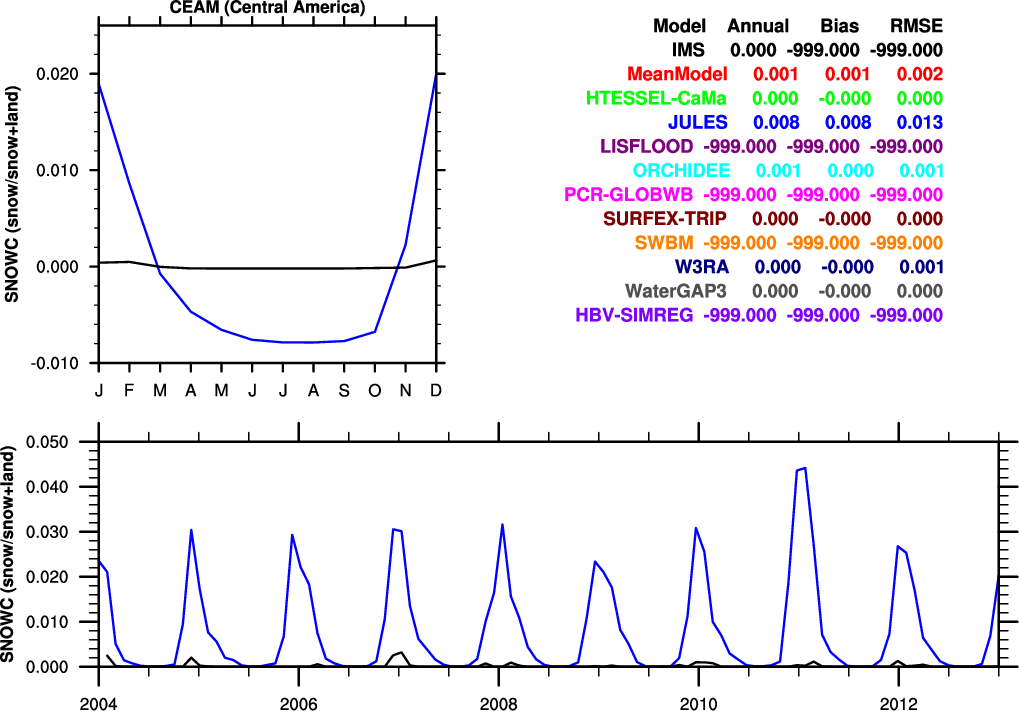 CEAM (Central America)
SNOWC (snow/snow+land)
0.020
0.010
0.000
-0.010
J F M A M J J A S O N D
Model Annual Bias RMSE
IMS 0.000 -999.000 -999.000
MeanModel 0.001 0.001 0.002
HTESSEL-CaMa 0.000 -0.000 0.000
JULES 0.008 0.008 0.013
LISFLOOD -999.000 -999.000 -999.000
ORCHIDEE 0.001 0.000 0.001
PCR-GLOBWB -999.000 -999.000 -999.000
SURFEX-TRIP 0.000 -0.000 0.000
SWBM -999.000 -999.000 -999.000
W3RA 0.000 -0.000 0.001
WaterGAP3 0.000 -0.000 0.000
HBV-SIMREG -999.000 -999.000 -999.000
SNOWC (snow/snow+land)
0.050
0.040
0.030
0.020
0.010
0.000
2004 2006 2008 2010 2012